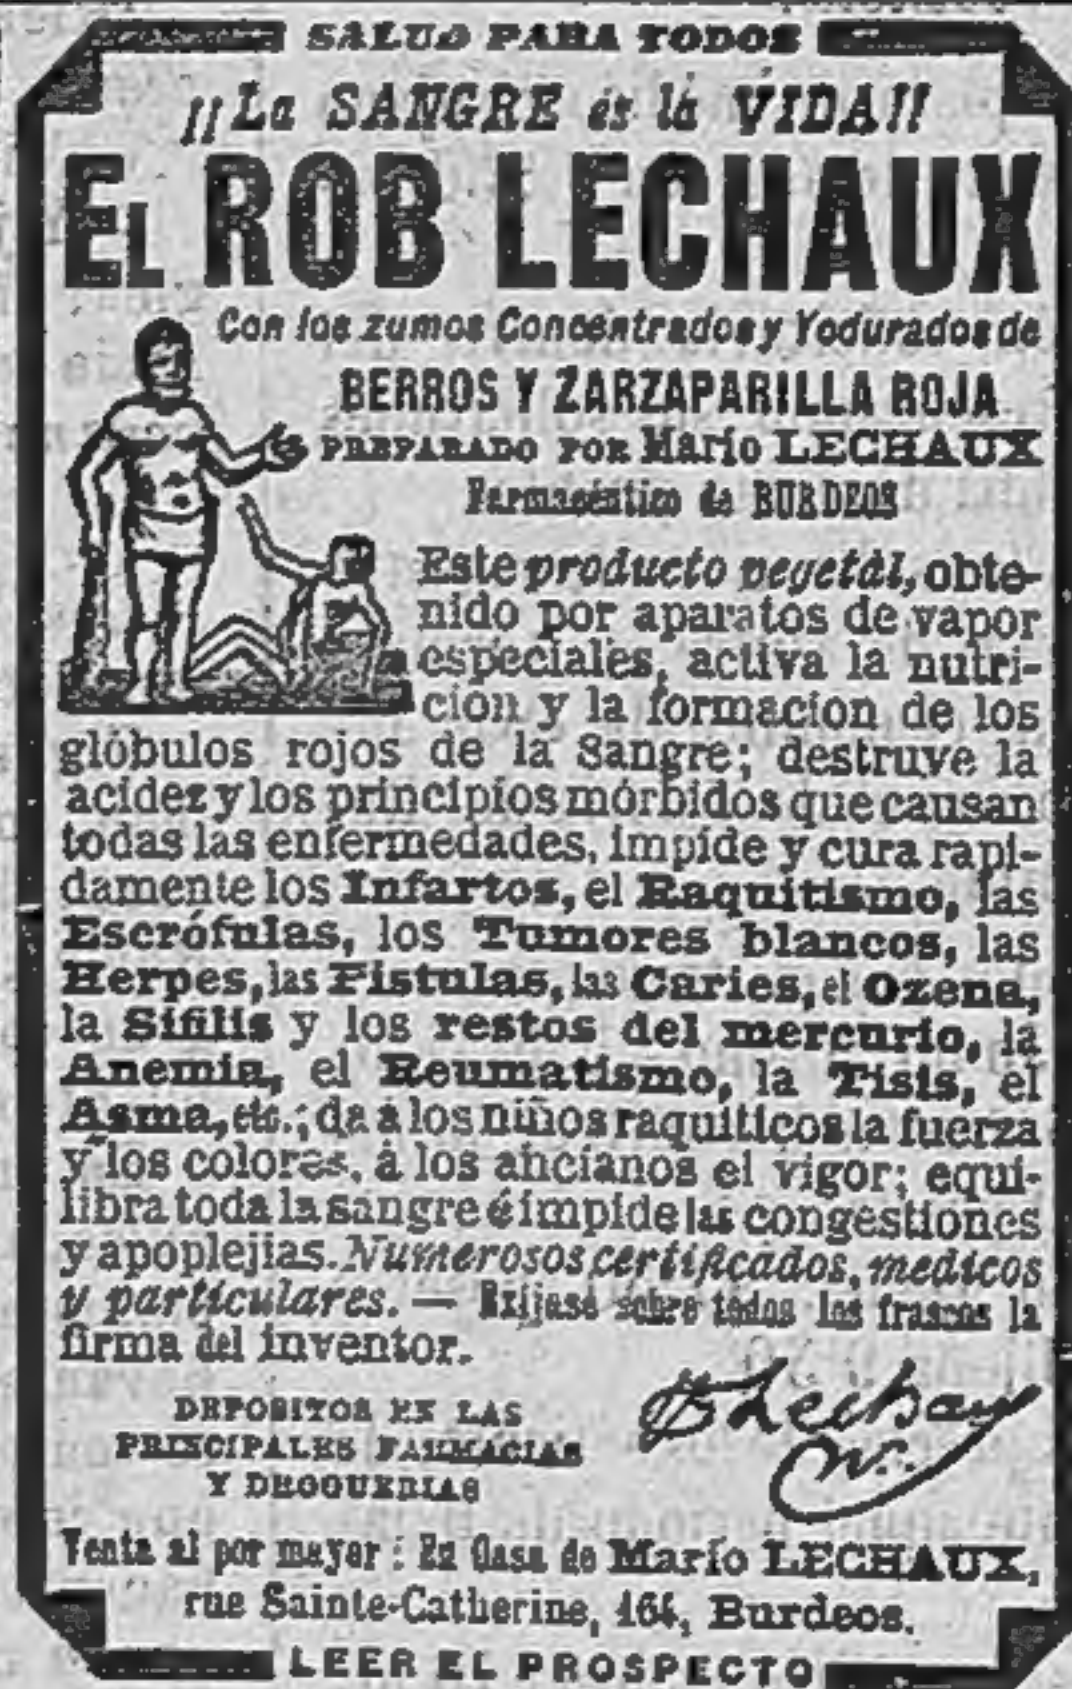 SALUD PARA TODOS
¡¡La SANGRE és lá VIDA!!
EL ROB LECHAUX
Con los zumos Concentrados y Yodurados de
BERROS Y ZARZAPARILLA ROJA
PREPARADO POR Mario LECHAUX
Farmacéutico de BURDEOS
Este producto vegetál, obte-
nido por aparatos de vapor
especiales, activa la nutri-
cion y la formacion de los
glóbulos rojos de la Sangre; destruye la
acidez y los principios mórbidos que causan
todas las enfermedades, impide y cura rapi-
damente los Infartos, el Raquitismo, las
Escrófulas, los Tumores blancos, las
Herpes, las Fistulas, las Caries, el Ozena,
la Sifilis y los restos del mercurio, la
Anemia, el Reumatismo, la Tisis, el
Asma, etc.; da á los niños raquiticos la fuerza
y los colores, á los ancianos el vigor; equi-
libra toda la sangre é impide las congestiones
y apoplejias. Numerosos certificados, medicos
y particulares. — Exijase sobre todos los frascos la
firma del inventor.
DEPOSITOS EN LAS
PRINCIPALES FARMACIAS
Y DROGUERIAS
Lechaux
Venta al por mayor : En Casa de Mario LECHAUX,
rue Sainte-Catherine, 164, Burdeos.
LEER EL PROSPECTO